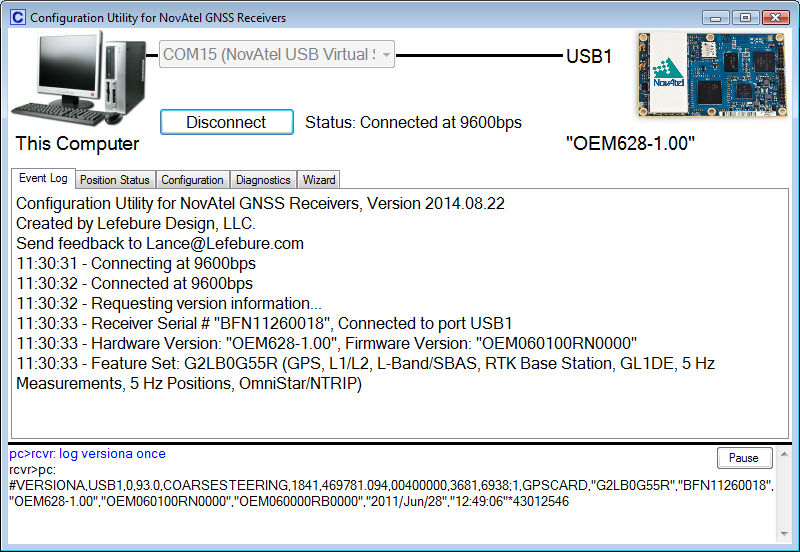 C Configuration Utility for NovAtel GNSS Receivers
COM15 (NovAtel USB Virtual S
USB1
NovAtel
Disconnect
Status: Connected at 9600bps
This Computer
"OEM628-1.00"
Event Log
Position Status
Configuration
Diagnostics
Wizard
Configuration Utility for NovAtel GNSS Receivers, Version 2014.08.22
Created by Lefebure Design, LLC.
Send feedback to Lance@Lefebure.com
11:30:31 - Connecting at 9600bps
11:30:32 - Connected at 9600bps
11:30:32 - Requesting version information...
11:30:33 - Receiver Serial # "BFN11260018", Connected to port USB1
11:30:33 - Hardware Version: "OEM628-1.00", Firmware Version: "OEM060100RN0000"
11:30:33 - Feature Set: G2LB0G55R (GPS, L1/L2, L-Band/SBAS, RTK Base Station, GL1DE, 5 Hz
Measurements, 5 Hz Positions, OmniStar/NTRIP)
pc>rcvr: log versiona once
Pause
rcvr>pc:
#VERSIONA,USB1,0,93.0,COARSESTEERING,1841,469781.094,00400000,3681,6938;1,GPSCARD,"G2LB0G55R","BFN11260018",
"OEM628-1.00","OEM060100RN0000","OEM060000RB0000","2011/Jun/28","12:49:06"*43012546